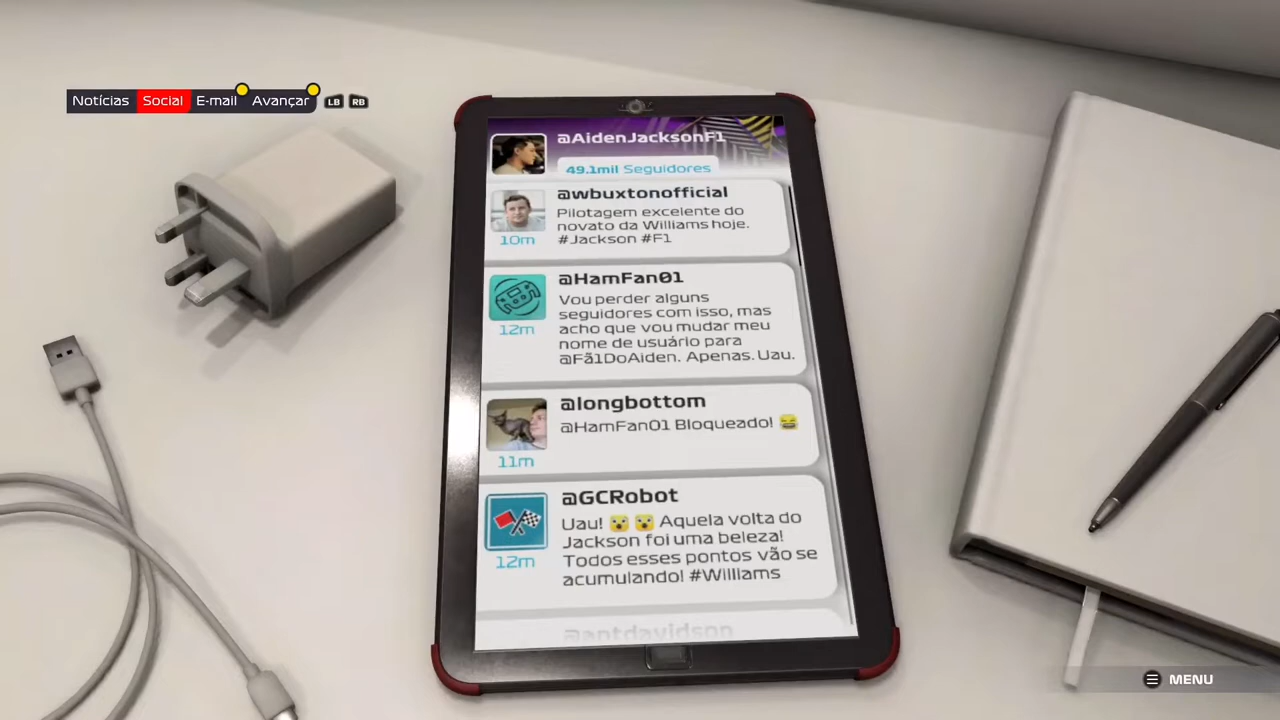 Notícias Social E-mail Avançar LB RB
@AidenJacksonF1
49.1mil Seguidores
@wbuxtonofficial
Pilotagem excelente do
novato da Williams hoje.
#Jackson #F1
10m
@HamFan01
Vou perder alguns
seguidores com isso, mas
acho que vou mudar meu
nome de usuário para
@Fã1DoAiden. Apenas. Uau.
12m
@longbottom
@HamFan01 Bloqueado! 😂
11m
@GCRobot
Uau! 😲 😲 Aquela volta do
Jackson foi uma beleza!
Todos esses pontos vão se
acumulando! #Williams
12m
@antdavidson
MENU